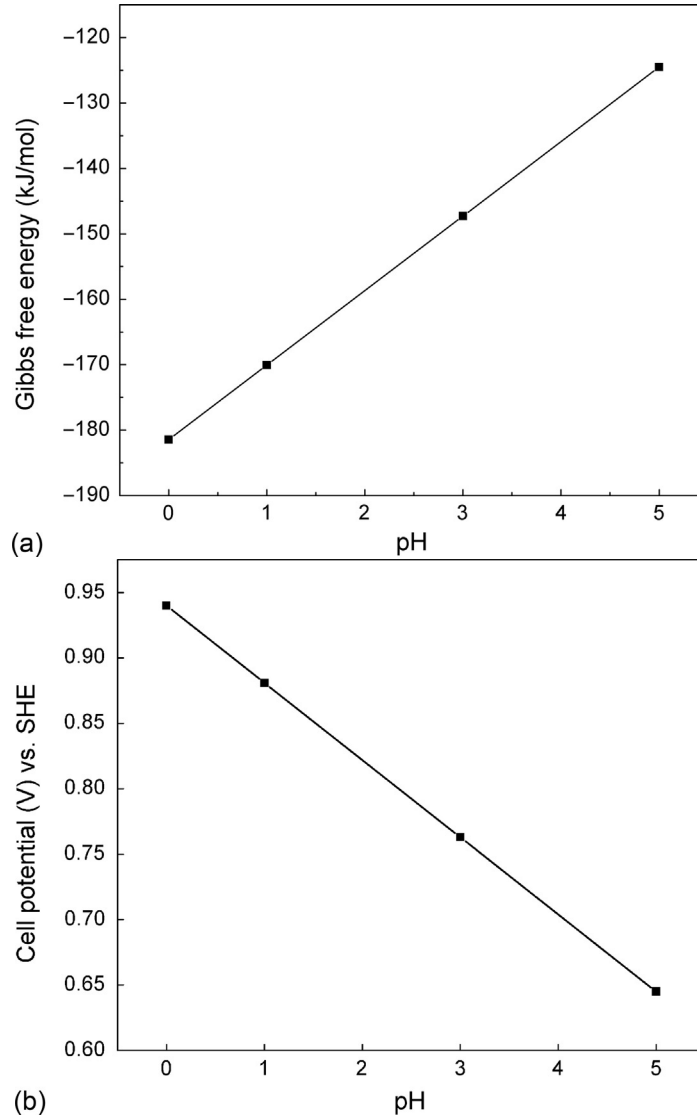 −120
−130
−140
−150
−160
−170
−180
−190
Gibbs free energy (kJ/mol)
0 1 2 3 4 5
(a) pH
0.95
0.90
0.85
0.80
0.75
0.70
0.65
0.60
Cell potential (V) vs. SHE
0 1 2 3 4 5
(b) pH